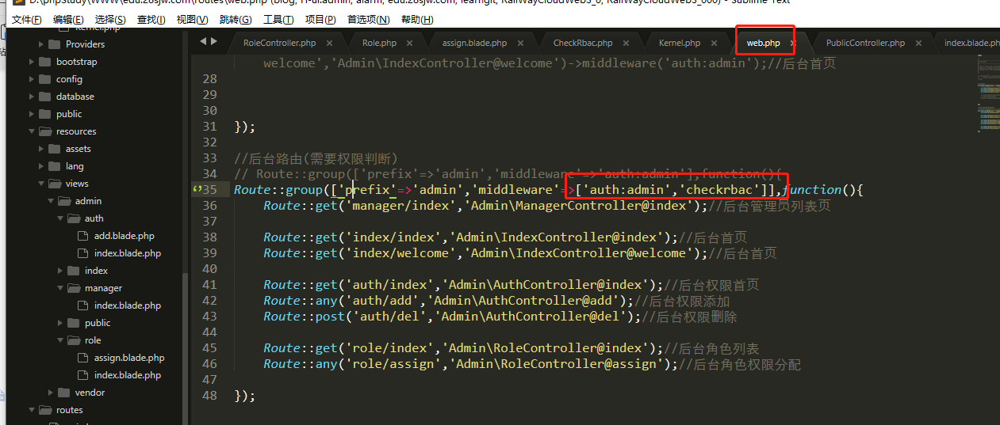 D:\phpStudy\WWW\edu.28sjw.com\routes\web.php (blog, H-ui.admin, alarm, edu.28sjw.com, learngit, RailWayCloudWeb3_0, RailWayCloudWeb3_000) - Sublime Text
文件(F) 编辑(E) 选择(S) 查找(I) 视图(V) 跳转(G) 工具(T) 项目(P) 首选项(N) 帮助(H)
RoleController.php × Role.php × assign.blade.php × CheckRbac.php × Kernel.php × web.php × PublicController.php × index.blade.ph
Kernel.php
Providers
bootstrap
config
database
public
resources
assets
lang
views
admin
auth
add.blade.php
index.blade.php
index
manager
index.blade.php
public
role
assign.blade.php
index.blade.php
vendor
routes
welcome','Admin\IndexController@welcome')->middleware('auth:admin');//后台首页
28
29
30
31 });
32
33 //后台路由(需要权限判断)
34 // Route::group(['prefix'=>'admin','middleware'=>'auth:admin'],function(){
35 Route::group(['prefix'=>'admin','middleware'=>['auth:admin','checkrbac']],function(){
36 Route::get('manager/index','Admin\ManagerController@index');//后台管理员列表页
37
38 Route::get('index/index','Admin\IndexController@index');//后台首页
39 Route::get('index/welcome','Admin\IndexController@welcome');//后台首页
40
41 Route::get('auth/index','Admin\AuthController@index');//后台权限首页
42 Route::any('auth/add','Admin\AuthController@add');//后台权限添加
43 Route::post('auth/del','Admin\AuthController@del');//后台权限删除
44
45 Route::get('role/index','Admin\RoleController@index');//后台角色列表
46 Route::any('role/assign','Admin\RoleController@assign');//后台角色权限分配
47
48 });